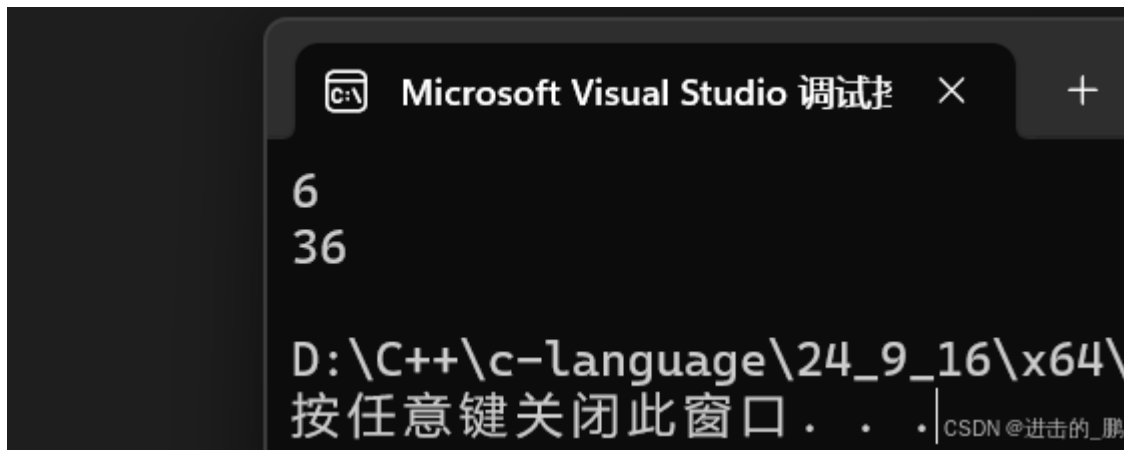 Microsoft Visual Studio 调试
6
36
D:\C++\c-language\24_9_16\x64\
按任意键关闭此窗口. . .
CSDN @进击的_鹏